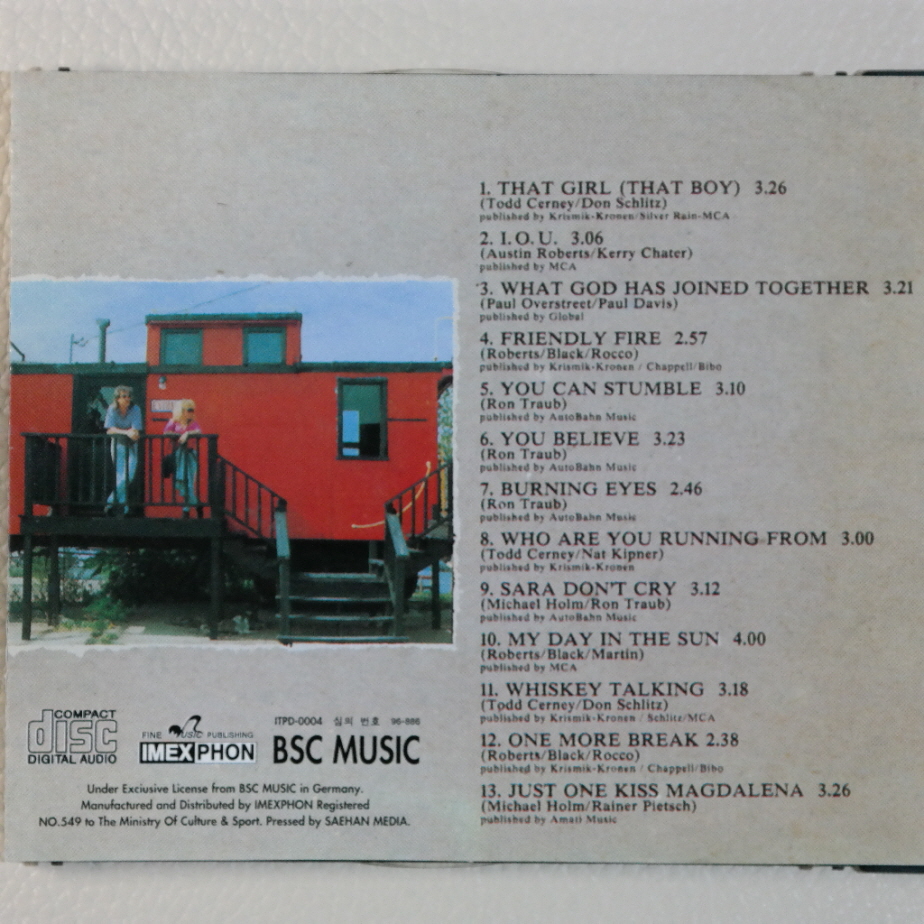 1. THAT GIRL (THAT BOY) 3.26
(Todd Cerney/Don Schlitz)
published by Krismik-Kronen/Silver Rain-MCA
2. I.O.U. 3.06
(Austin Roberts/Kerry Chater)
published by MCA
3. WHAT GOD HAS JOINED TOGETHER 3.21
(Paul Overstreet/Paul Davis)
published by Global
4. FRIENDLY FIRE 2.57
(Roberts/Black/Rocco)
published by Krismik-Kronen / Chappell/Bibo
5. YOU CAN STUMBLE 3.10
(Ron Traub)
published by AutoBahn Music
6. YOU BELIEVE 3.23
(Ron Traub)
published by AutoBahn Music
7. BURNING EYES 2.46
(Ron Traub)
published by AutoBahn Music
8. WHO ARE YOU RUNNING FROM 3.00
(Todd Cerney/Nat Kipner)
published by Krismik-Kronen
9. SARA DON'T CRY 3.12
(Michael Holm/Ron Traub)
published by AutoBahn Music
10. MY DAY IN THE SUN 4.00
(Roberts/Black/Martin)
published by MCA
11. WHISKEY TALKING 3.18
(Todd Cerney/Don Schlitz)
published by Krismik-Kronen / Schlitz/MCA
12. ONE MORE BREAK 2.38
(Roberts/Black/Rocco)
published by Krismik-Kronen / Chappell/Bibo
13. JUST ONE KISS MAGDALENA 3.26
(Michael Holm/Rainer Pietsch)
published by Amati Music
COMPACT
disc
DIGITAL AUDIO
FINE MUSIC PUBLISHING
IMEXPHON
ITPD-0004 심의 번호 96-886
BSC MUSIC
Under Exciusive License from BSC MUSIC in Germany.
Manufactured and Distributed by IMEXPHON Registered
NO.549 to The Ministry Of Culture & Sport. Pressed by SAEHAN MEDIA.